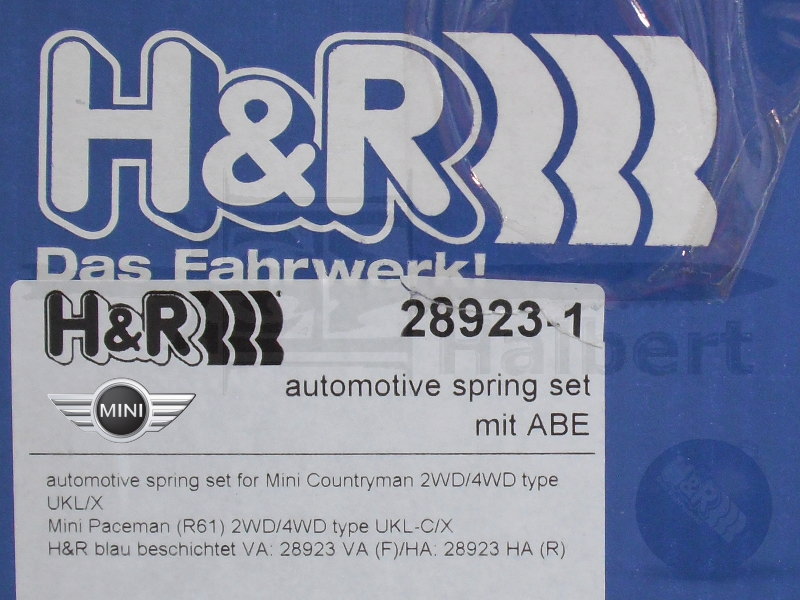 H&R
Das Fahrwerk!
H&R
28923-1
MINI
automotive spring set
mit ABE
automotive spring set for Mini Countryman 2WD/4WD type
UKL/X
Mini Paceman (R61) 2WD/4WD type UKL-C/X
H&R blau beschichtet VA: 28923 VA (F)/HA: 28923 HA (R)
Halbert
H&R